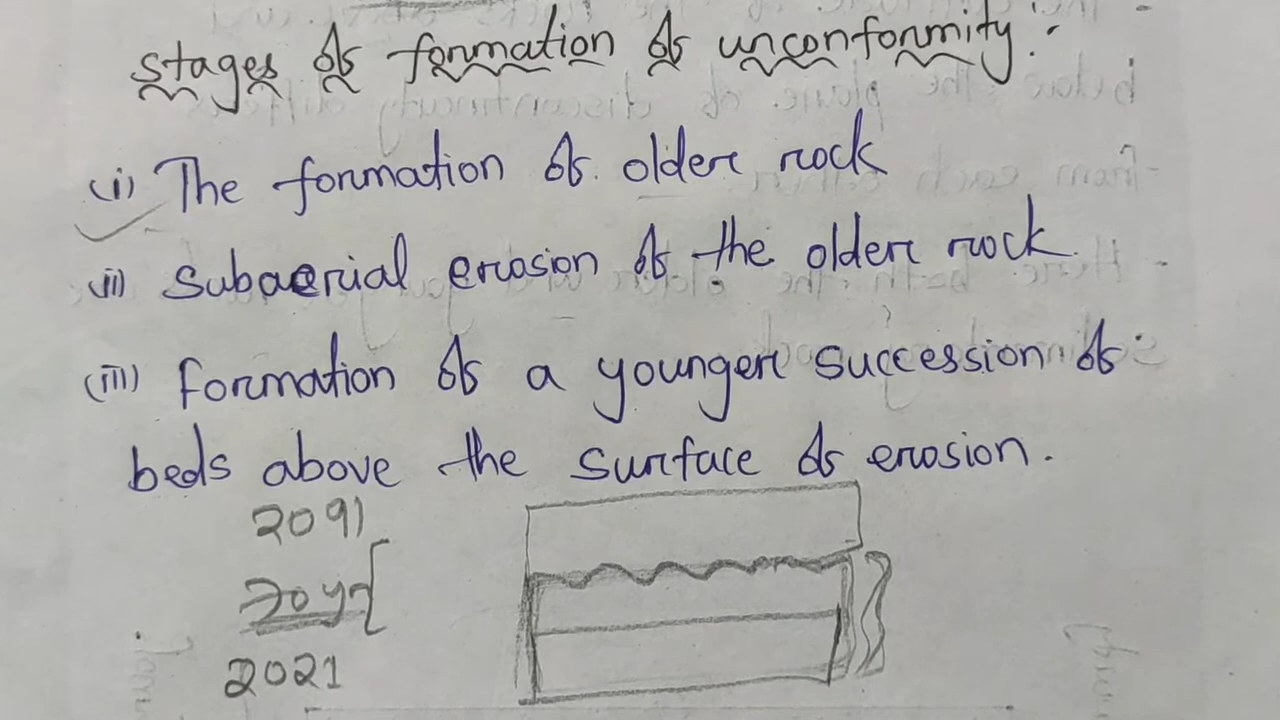 stages of formation of unconformity :-
(i) The formation of older rock
(ii) Subaerial erosion of the older rock.
(iii) Formation of a younger succession of
beds above the surface of erosion.
2091
70yr
2021